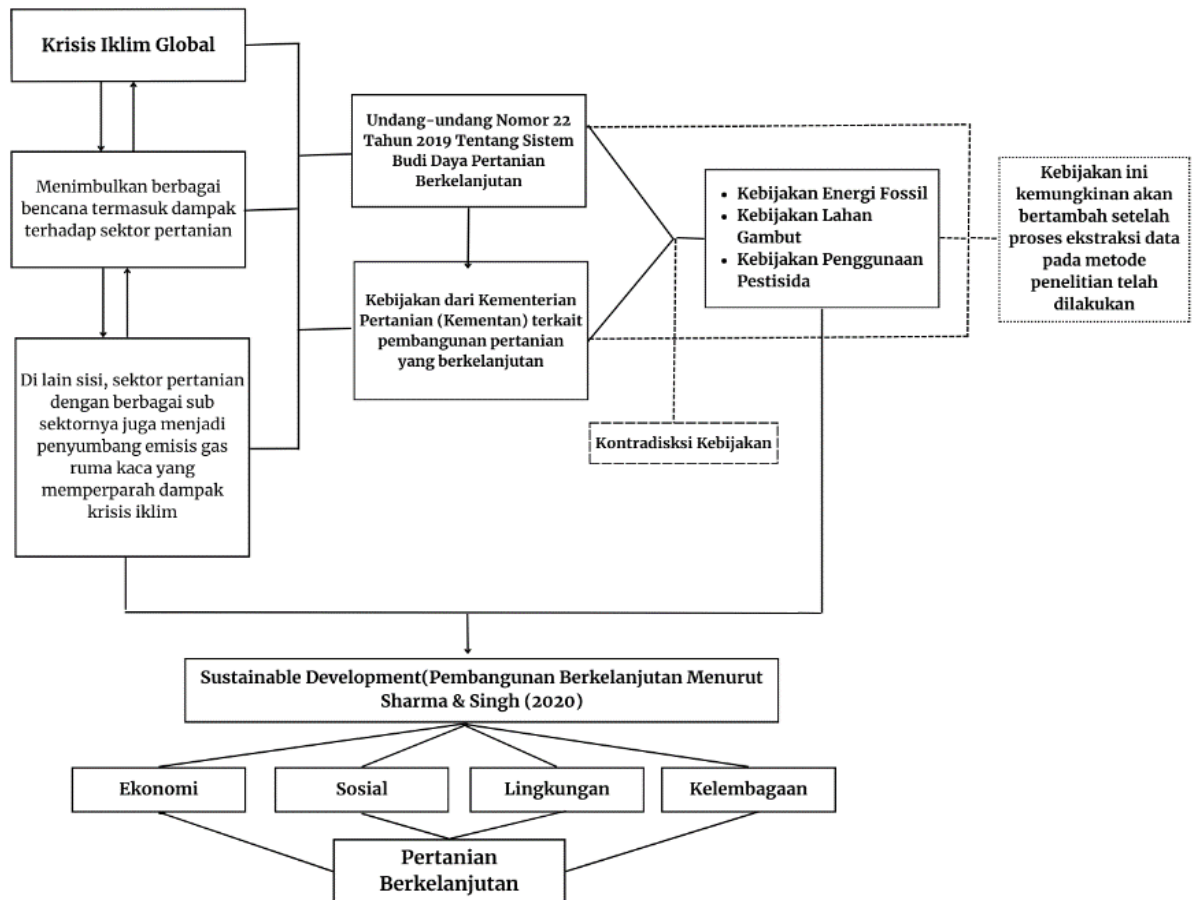 Krisis Iklim Global
Menimbulkan berbagai
bencana termasuk dampak
terhadap sektor pertanian
Di lain sisi, sektor pertanian
dengan berbagai sub
sektornya juga menjadi
penyumbang emisis gas
ruma kaca yang
memperparah dampak
krisis iklim
Undang-undang Nomor 22
Tahun 2019 Tentang Sistem
Budi Daya Pertanian
Berkelanjutan
Kebijakan dari Kementerian
Pertanian (Kementan) terkait
pembangunan pertanian
yang berkelanjutan
• Kebijakan Energi Fossil
• Kebijakan Lahan
Gambut
• Kebijakan Penggunaan
Pestisida
Kebijakan ini
kemungkinan akan
bertambah setelah
proses ekstraksi data
pada metode
penelitian telah
dilakukan
Kontradisksi Kebijakan
Sustainable Development(Pembangunan Berkelanjutan Menurut
Sharma & Singh (2020)
Ekonomi
Sosial
Lingkungan
Kelembagaan
Pertanian
Berkelanjutan